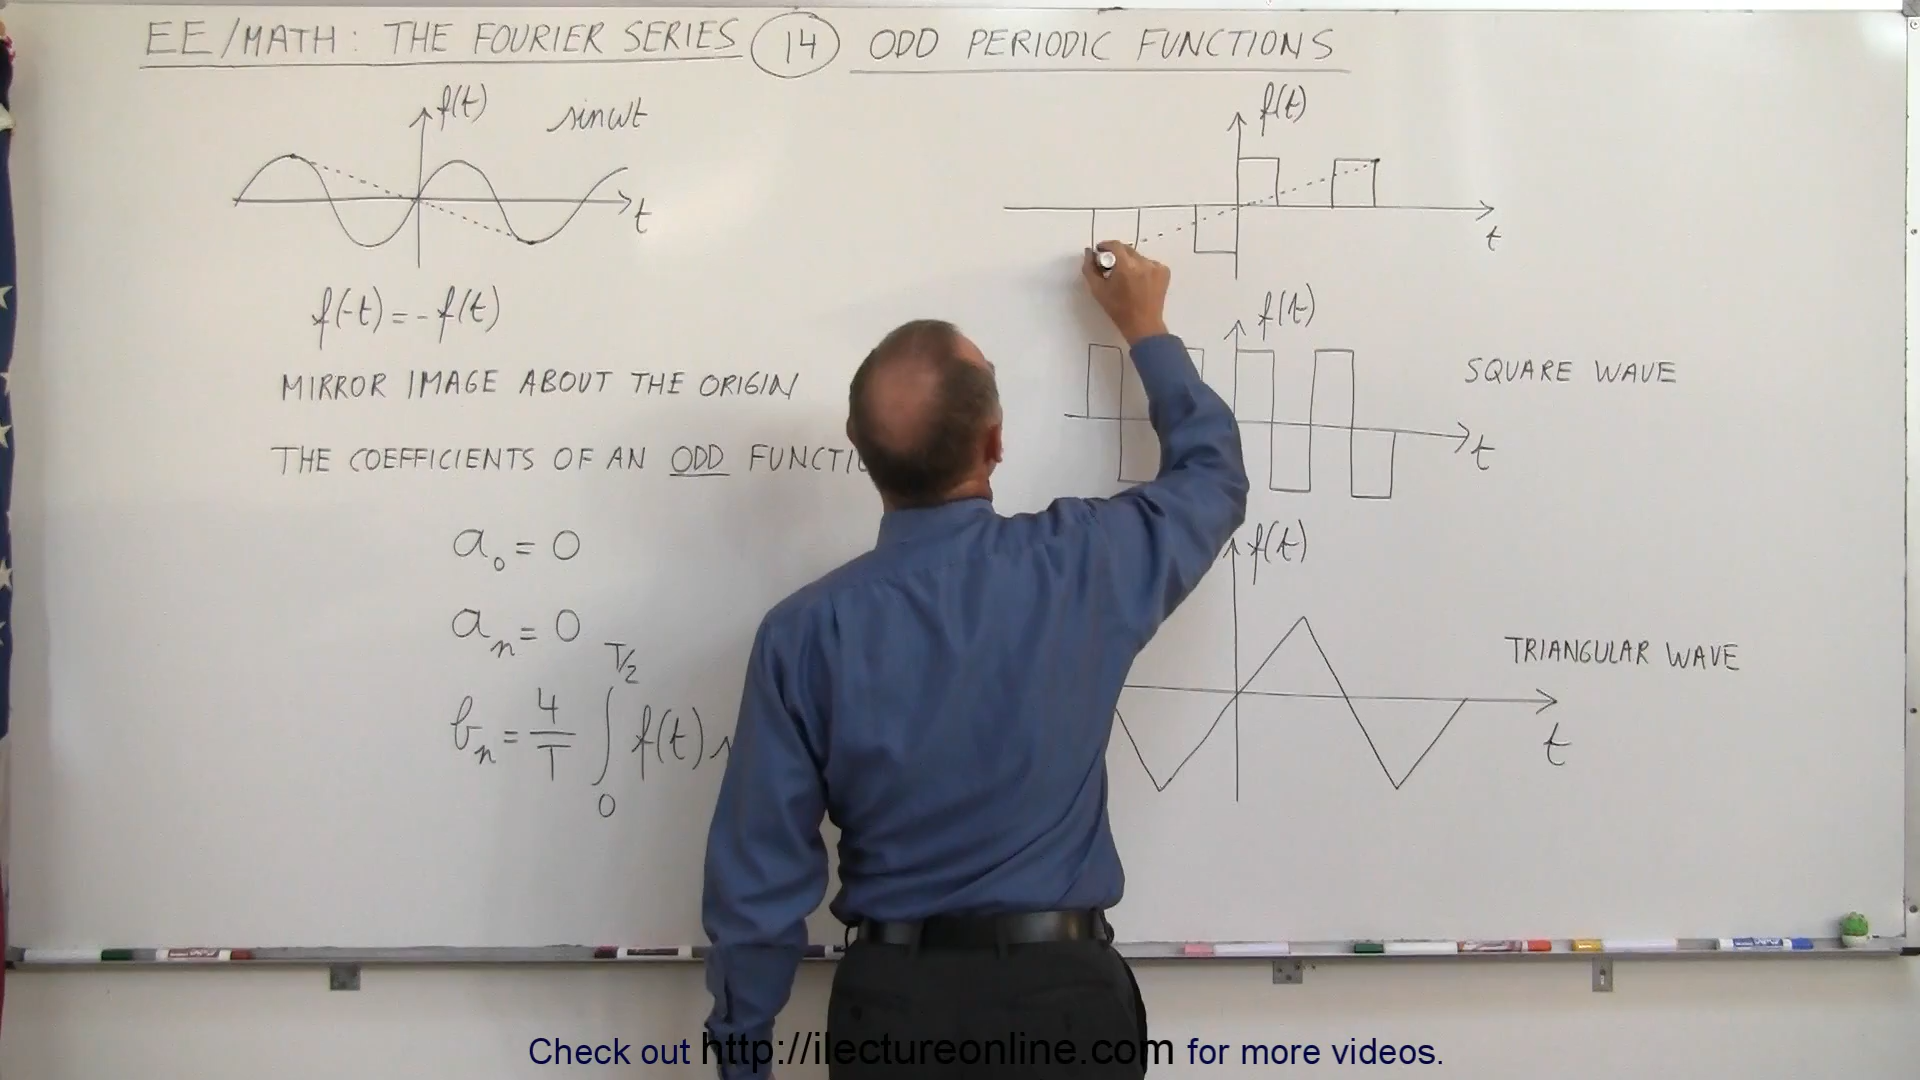 EE/MATH: THE FOURIER SERIES 14 ODD PERIODIC FUNCTIONS
f(t)
sinωt
t
f(-t) = - f(t)
MIRROR IMAGE ABOUT THE ORIGIN
THE COEFFICIENTS OF AN ODD
a₀ = 0
aₙ = 0
bₙ = 4/T ∫₀^(T/2) f(t)
f(t)
t
f(t)
SQUARE WAVE
t
f(t)
TRIANGULAR WAVE
t
Check out http://ilectureonline.com for more videos.